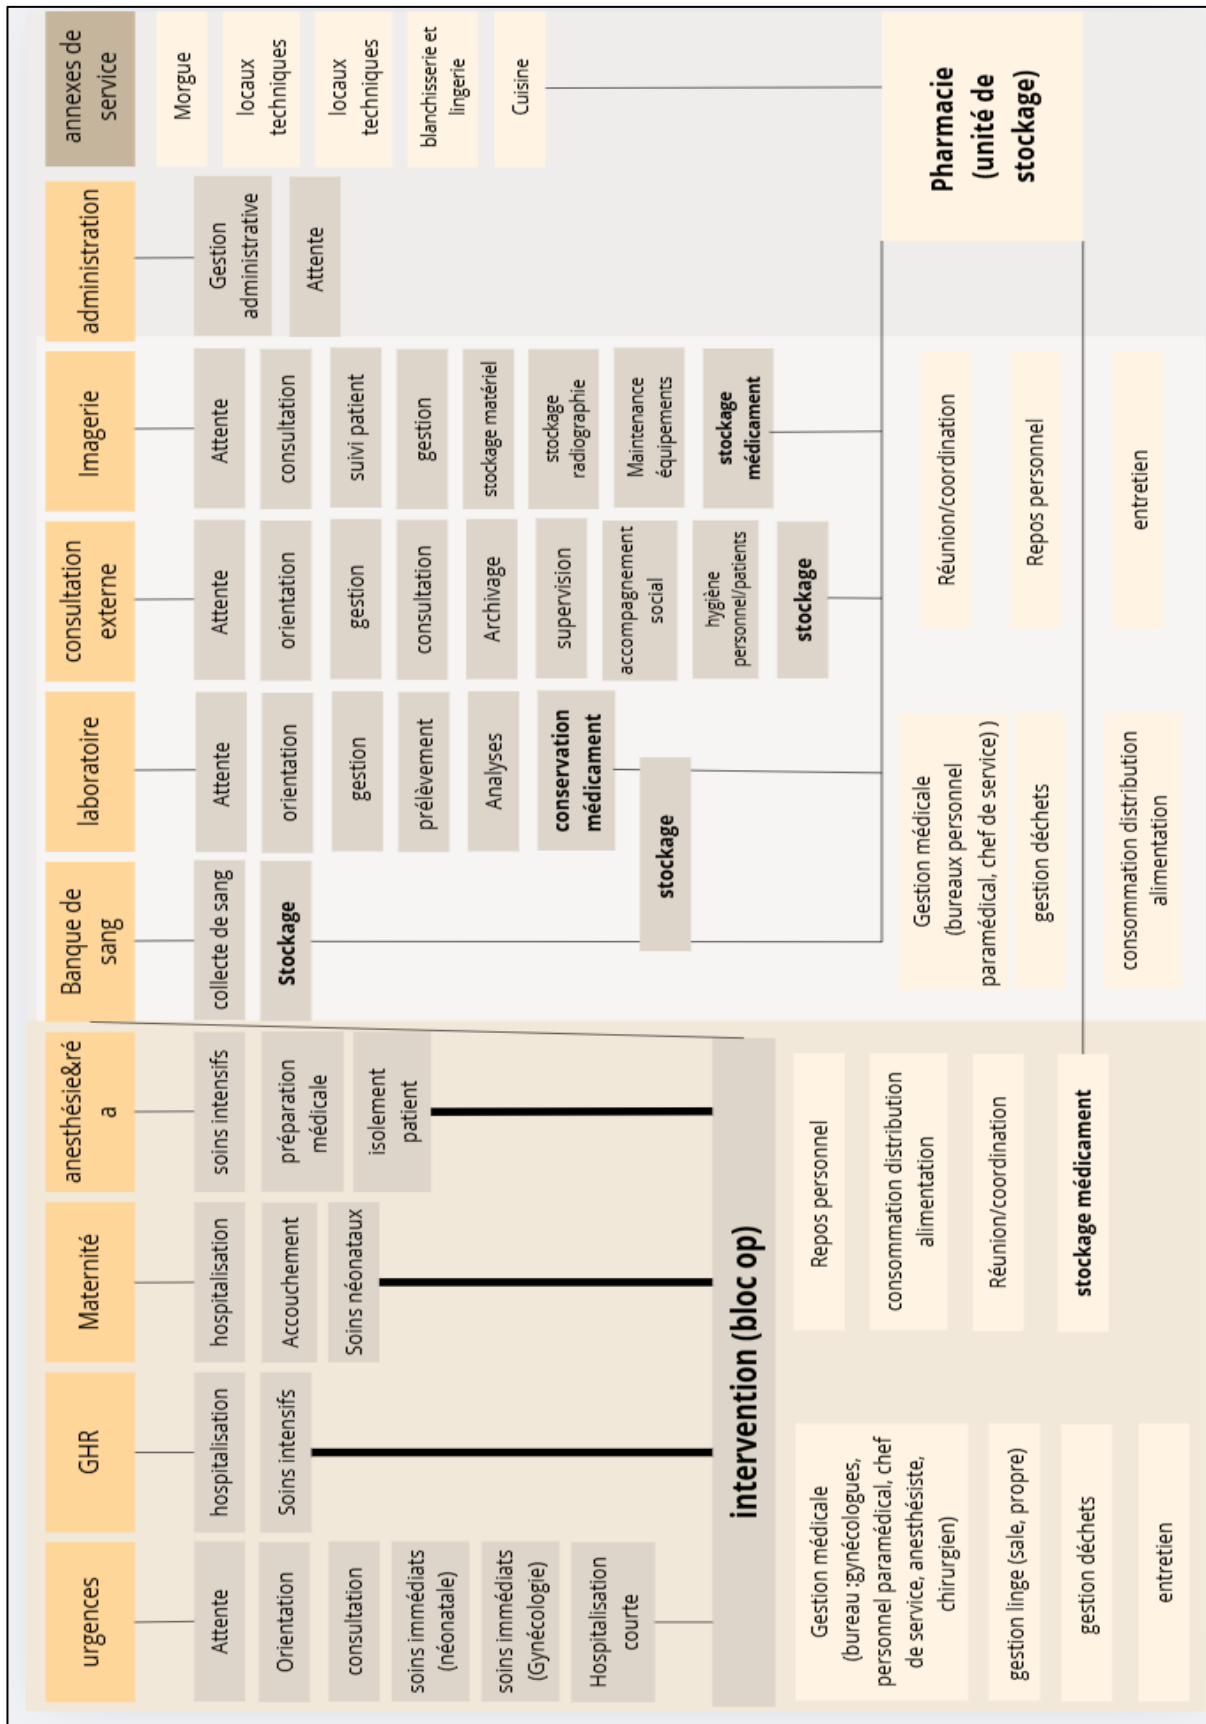 urgences
Attente
Orientation
consultation
soins immédiats
(néonatale)
soins immédiats
(Gynécologie)
Hospitalisation
courte
GHR
hospitalisation
Soins intensifs
Maternité
hospitalisation
Accouchement
Soins néonataux
anesthésie&ré
a
soins intensifs
préparation
médicale
isolement
patient
Banque de
sang
collecte de sang
Stockage
laboratoire
Attente
orientation
gestion
prélèvement
Analyses
conservation
médicament
stockage
consultation
externe
Attente
orientation
gestion
consultation
Archivage
supervision
accompagnement
social
hygiène
personnel/patients
stockage
Imagerie
Attente
consultation
suivi patient
gestion
stockage matériel
stockage
radiographie
Maintenance
équipements
stockage
médicament
administration
Gestion
administrative
Attente
annexes de
service
Morgue
locaux
techniques
locaux
techniques
blanchisserie et
lingerie
Cuisine
intervention (bloc op)
Gestion médicale
(bureau :gynécologues,
personnel paramédical, chef
de service, anesthésiste,
chirurgien)
gestion linge (sale, propre)
gestion déchets
entretien
Repos personnel
consommation distribution
alimentation
Réunion/coordination
stockage médicament
Gestion médicale
(bureaux personnel
paramédical, chef de service) )
gestion déchets
consommation distribution
alimentation
Réunion/coordination
Repos personnel
entretien
Pharmacie
(unité de
stockage)